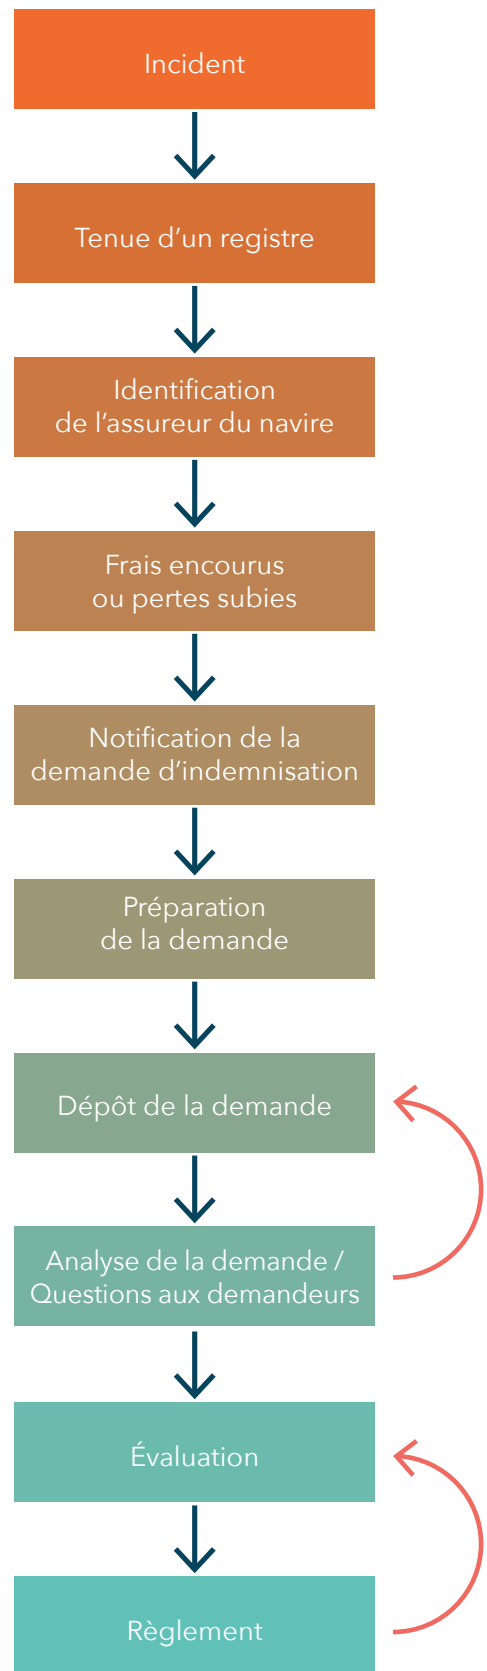 Incident
Tenue d’un registre
Identification
de l’assureur du navire
Frais encourus
ou pertes subies
Notification de la
demande d’indemnisation
Préparation
de la demande
Dépôt de la demande
Analyse de la demande /
Questions aux demandeurs
Évaluation
Règlement